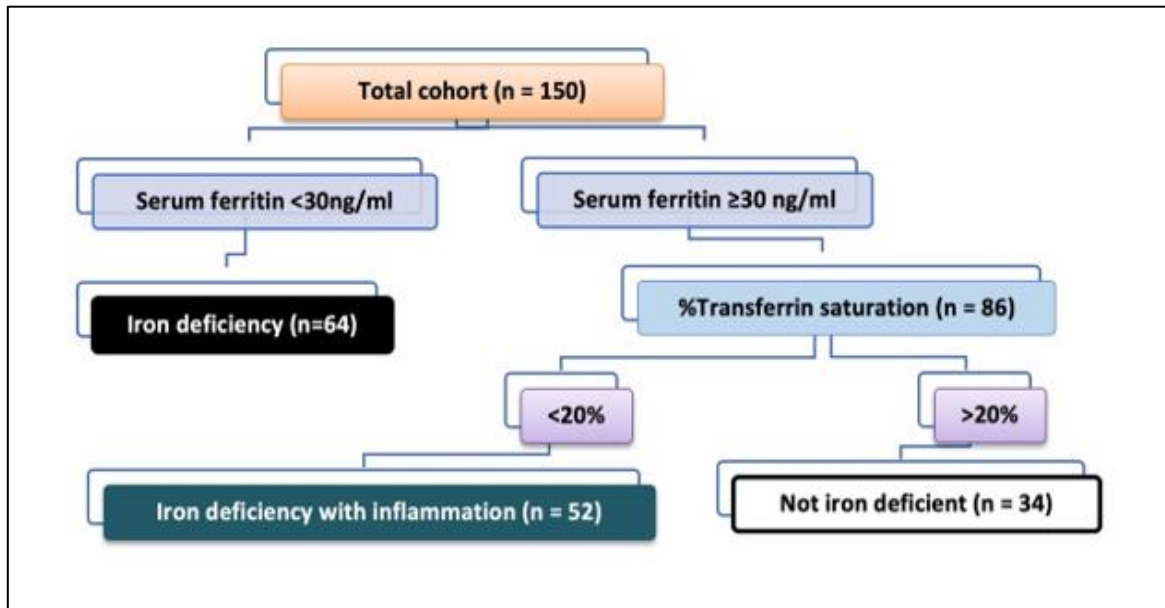 Total cohort (n = 150)
Serum ferritin <30ng/ml
Serum ferritin ≥30 ng/ml
Iron deficiency (n=64)
%Transferrin saturation (n = 86)
<20%
>20%
Iron deficiency with inflammation (n = 52)
Not iron deficient (n = 34)